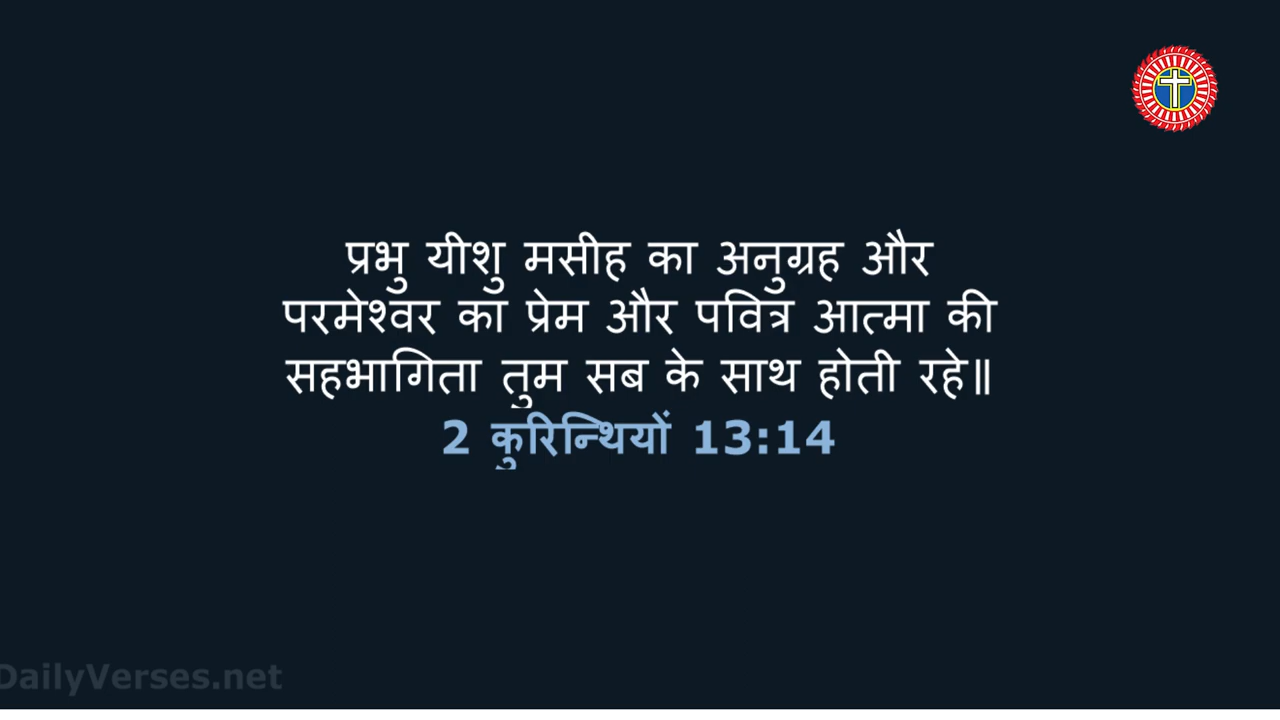 प्रभु यीशु मसीह का अनुग्रह और
परमेश्वर का प्रेम और पवित्र आत्मा की
सहभागिता तुम सब के साथ होती रहे॥
2 कुरिन्थियों 13:14
DailyVerses.net